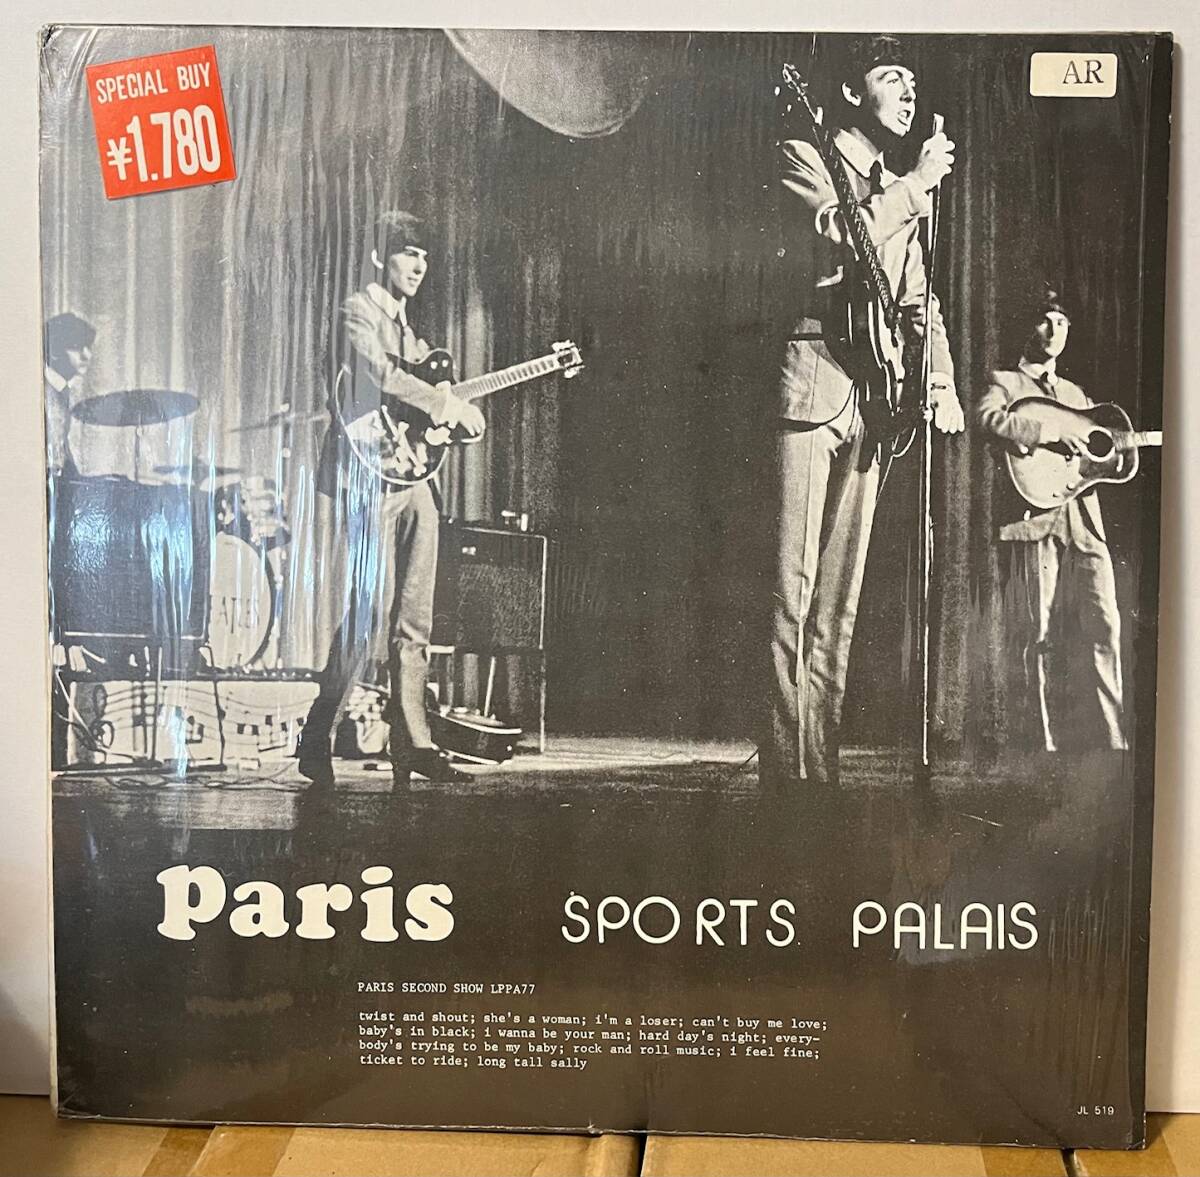 SPECIAL BUY
¥1.780
AR
ATLES
Paris SPORTS PALAIS
PARIS SECOND SHOW LPPA77
twist and shout; she's a woman; i'm a loser; can't buy me love;
baby's in black; i wanna be your man; hard day's night; every-
body's trying to be my baby; rock and roll music; i feel fine;
ticket to ride; long tall sally
JL 519